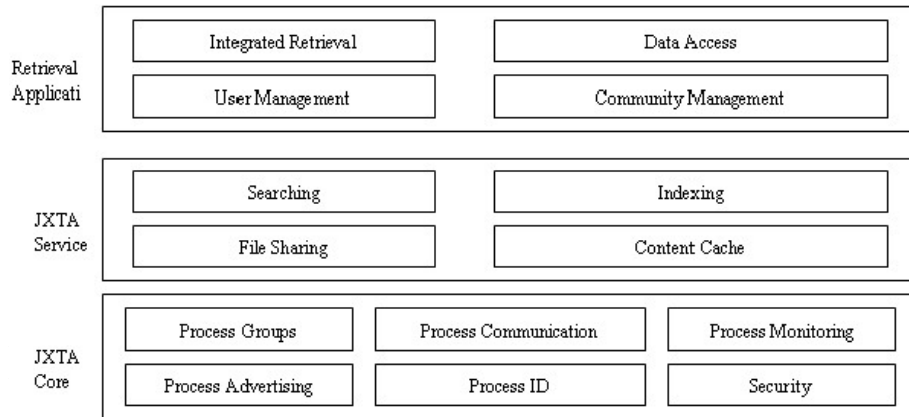 Integrated Retrieval
Data Access
Retrieval
Applicati
User Management
Community Management
Searching
Indexing
JXTA
Service
File Sharing
Content Cache
Process Groups
Process Communication
Process Monitoring
JXTA
Core
Process Advertising
Process ID
Security